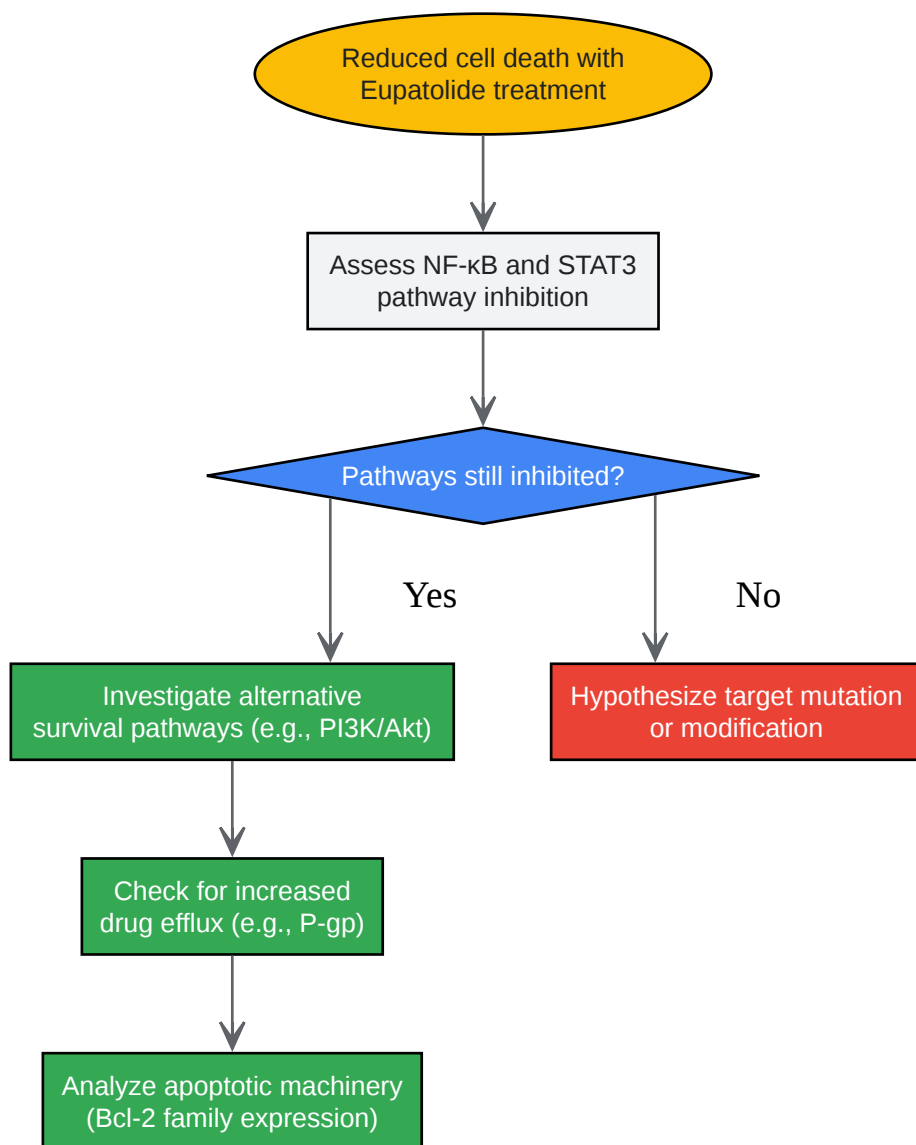 Reduced cell death with
Eupatolide treatment
Assess NF-κB and STAT3
pathway inhibition
Pathways still inhibited?
Yes
No
Investigate alternative
survival pathways (e.g., PI3K/Akt)
Hypothesize target mutation
or modification
Check for increased
drug efflux (e.g., P-gp)
Analyze apoptotic machinery
(Bcl-2 family expression)